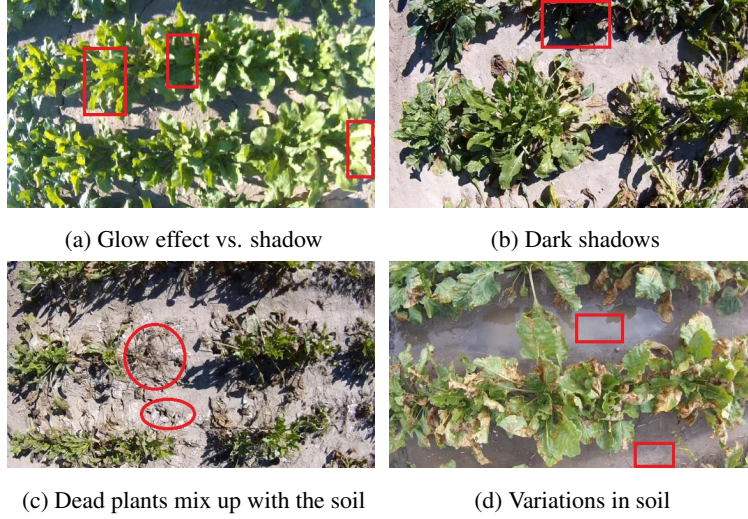 (a) Glow effect vs. shadow
(b) Dark shadows
(c) Dead plants mix up with the soil
(d) Variations in soil